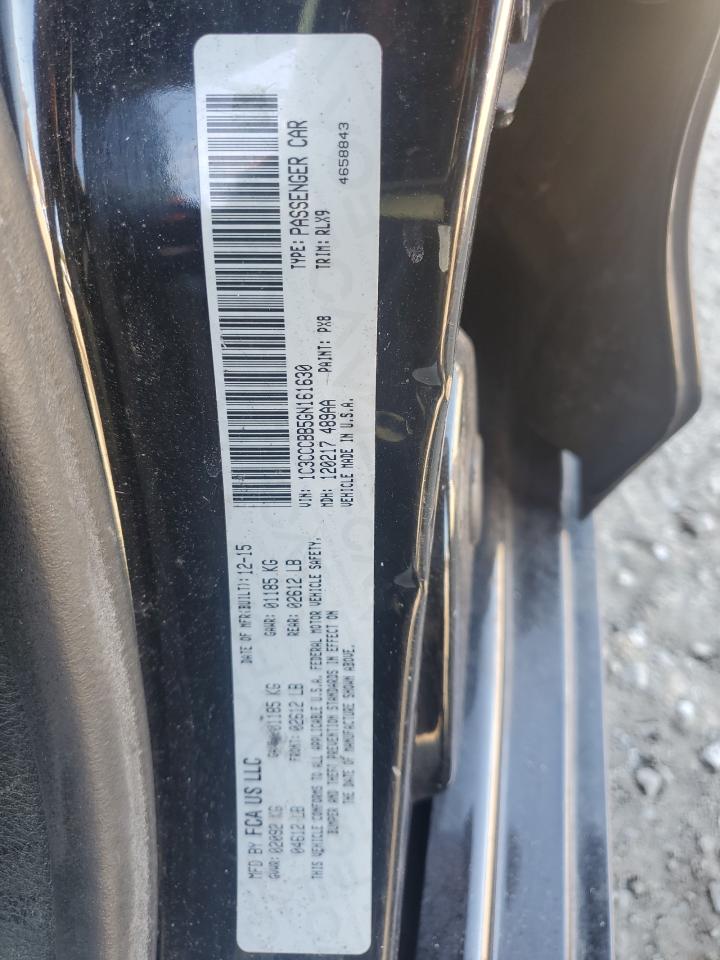 MFD BY FCA US LLC
DATE OF MFR(BUILT): 12-15
GVWR: 02092 KG
GAWR: 01185 KG
GAWR: 01185 KG
04612 LB
FRONT: 02612 LB
REAR: 02612 LB
THIS VEHICLE CONFORMS TO ALL APPLICABLE U.S.A. FEDERAL MOTOR VEHICLE SAFETY,
BUMPER AND THEFT PREVENTION STANDARDS IN EFFECT ON
THE DATE OF MANUFACTURE SHOWN ABOVE.
VIN: 1C3CCCBB5GN161630
TYPE: PASSENGER CAR
MDH: 120217 489AA
PAINT: PX8
TRIM: RLX9
VEHICLE MADE IN U.S.A.
4658843